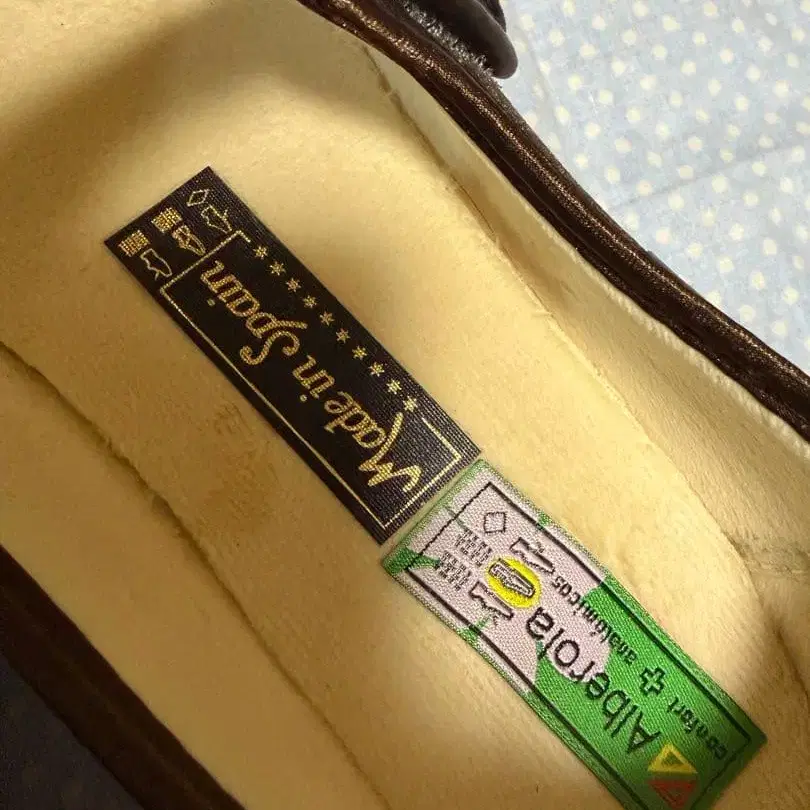 Made in Spain
Alberola
confort + anatómicos